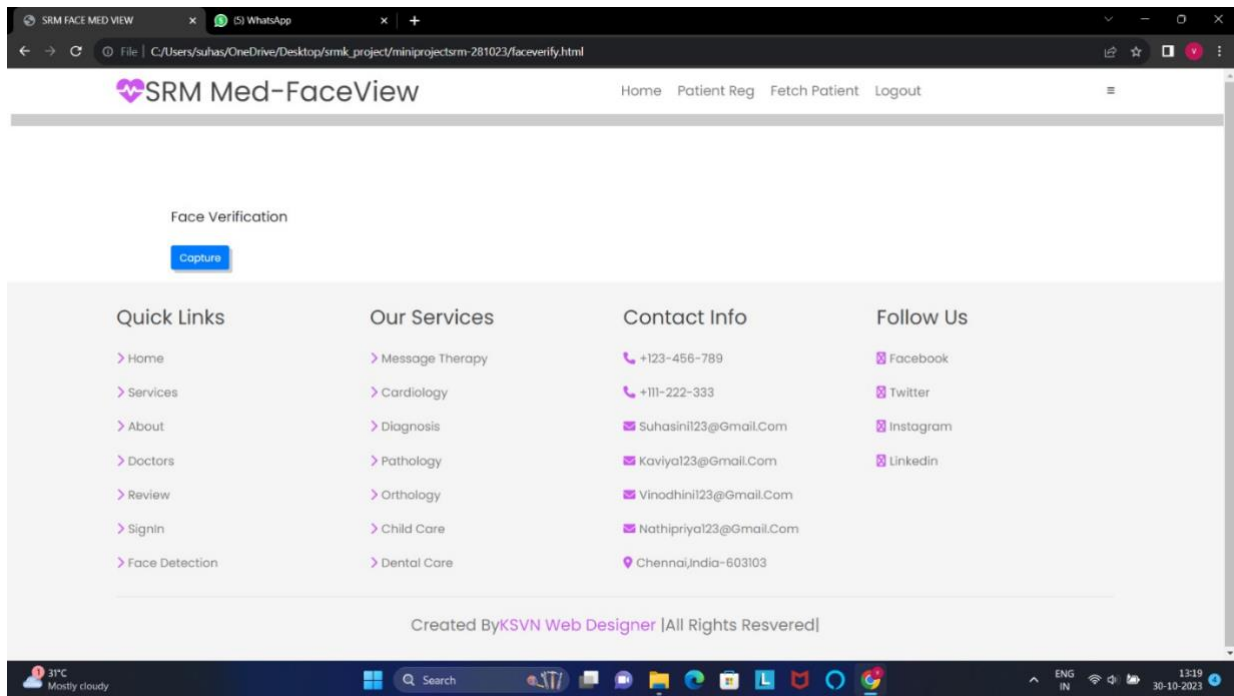 SRM FACE MED VIEW
(5) WhatsApp
File | C:/Users/suhas/OneDrive/Desktop/srmk_project/miniprojectsrm-281023/faceverify.html
V
SRM Med-FaceView
Home Patient Reg Fetch Patient Logout
Face Verification
Capture
Quick Links Our Services Contact Info Follow Us
Home Message Therapy +123-456-789 Facebook
Services Cardiology +111-222-333 Twitter
About Diagnosis Suhasini123@Gmail.Com Instagram
Doctors Pathology Kaviya123@Gmail.Com Linkedin
Review Orthology Vinodhini123@Gmail.Com
SignIn Child Care Nathipriya123@Gmail.Com
Face Detection Dental Care Chennai,India-603103
Created ByKSVN Web Designer |All Rights Resvered|
1 31°C Search L ENG 13:19
Mostly cloudy IN 30-10-2023 4